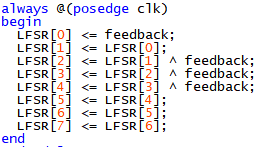 always @(posedge clk)
begin
  LFSR[0] <= feedback;
  LFSR[1] <= LFSR[0];
  LFSR[2] <= LFSR[1] ^ feedback;
  LFSR[3] <= LFSR[2] ^ feedback;
  LFSR[4] <= LFSR[3] ^ feedback;
  LFSR[5] <= LFSR[4];
  LFSR[6] <= LFSR[5];
  LFSR[7] <= LFSR[6];
end